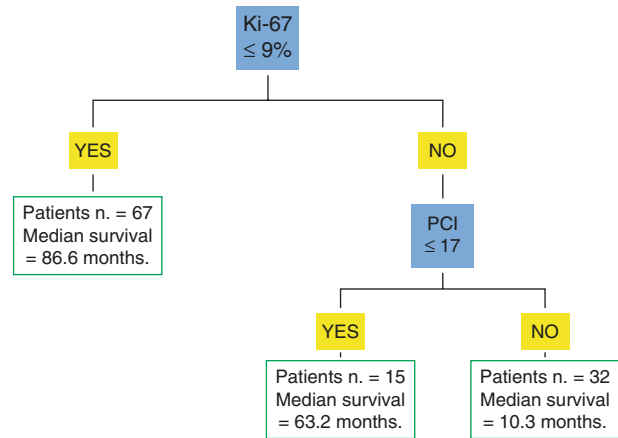 Ki-67
≤ 9%
YES
NO
Patients n. = 67
Median survival
= 86.6 months.
PCI
≤ 17
YES
NO
Patients n. = 15
Median survival
= 63.2 months.
Patients n. = 32
Median survival
= 10.3 months.